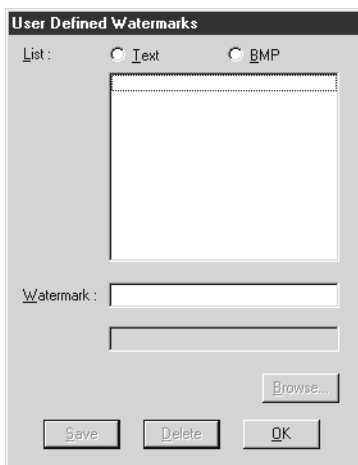 User Defined Watermarks
List : Text BMP
Watermark :
Browse...
Save Delete OK